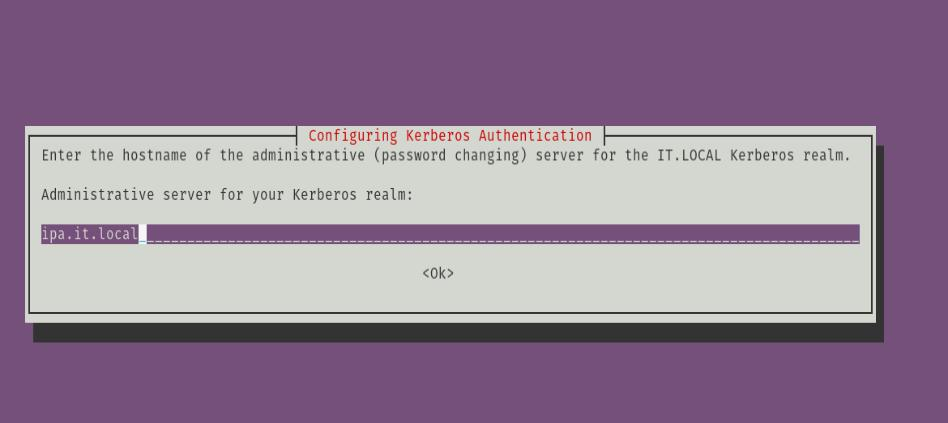 Configuring Kerberos Authentication
Enter the hostname of the administrative (password changing) server for the IT.LOCAL Kerberos realm.
Administrative server for your Kerberos realm:
ipa.it.local
<Ok>